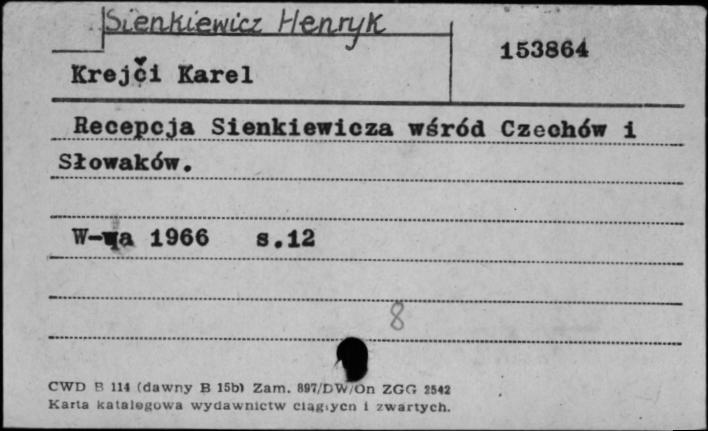 Sienkiewicz Henryk
153864
Krejči Karel
Recepcja Sienkiewicza wśród Czechów i
Słowaków.
W-wa 1966 s.12
8
CWD B 114 (dawny B 15b) Zam. 897/DW/On ZGG 2542
Karta katalogowa wydawnictw ciągłych i zwartych.